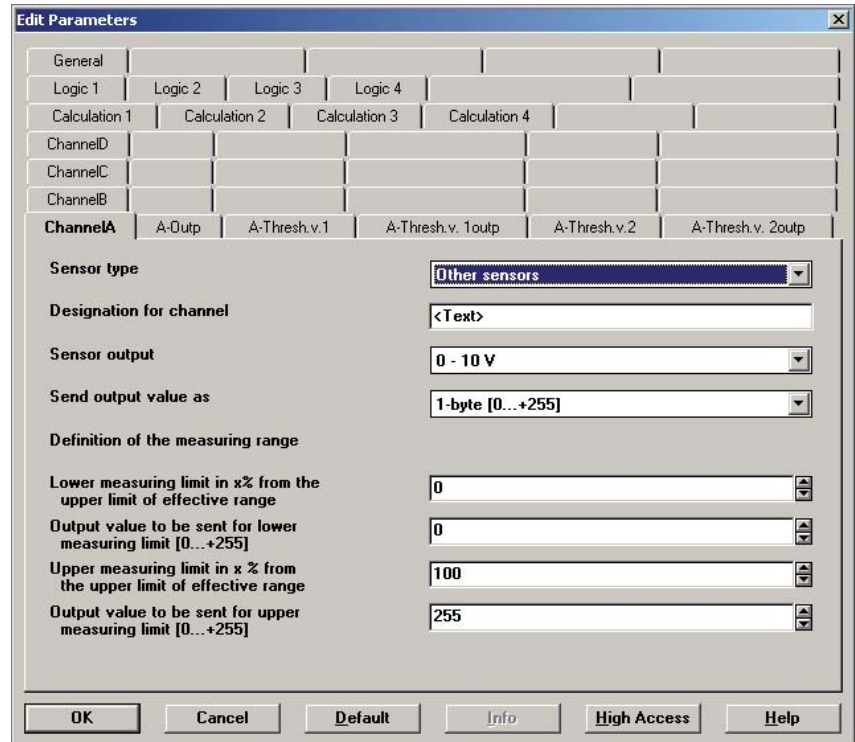 Edit Parameters
General
Logic 1 Logic 2 Logic 3 Logic 4
Calculation 1 Calculation 2 Calculation 3 Calculation 4
ChannelD
ChannelC
ChannelB
ChannelA A-Outp A-Thresh.v.1 A-Thresh.v. 1outp A-Thresh.v.2 A-Thresh.v. 2outp
Sensor type Other sensors
Designation for channel <Text>
Sensor output 0 - 10 V
Send output value as 1-byte [0...+255]
Definition of the measuring range
Lower measuring limit in x% from the
upper limit of effective range 0
Output value to be sent for lower
measuring limit [0...+255] 0
Upper measuring limit in x % from
the upper limit of effective range 100
Output value to be sent for upper
measuring limit [0...+255] 255
OK Cancel Default Info High Access Help